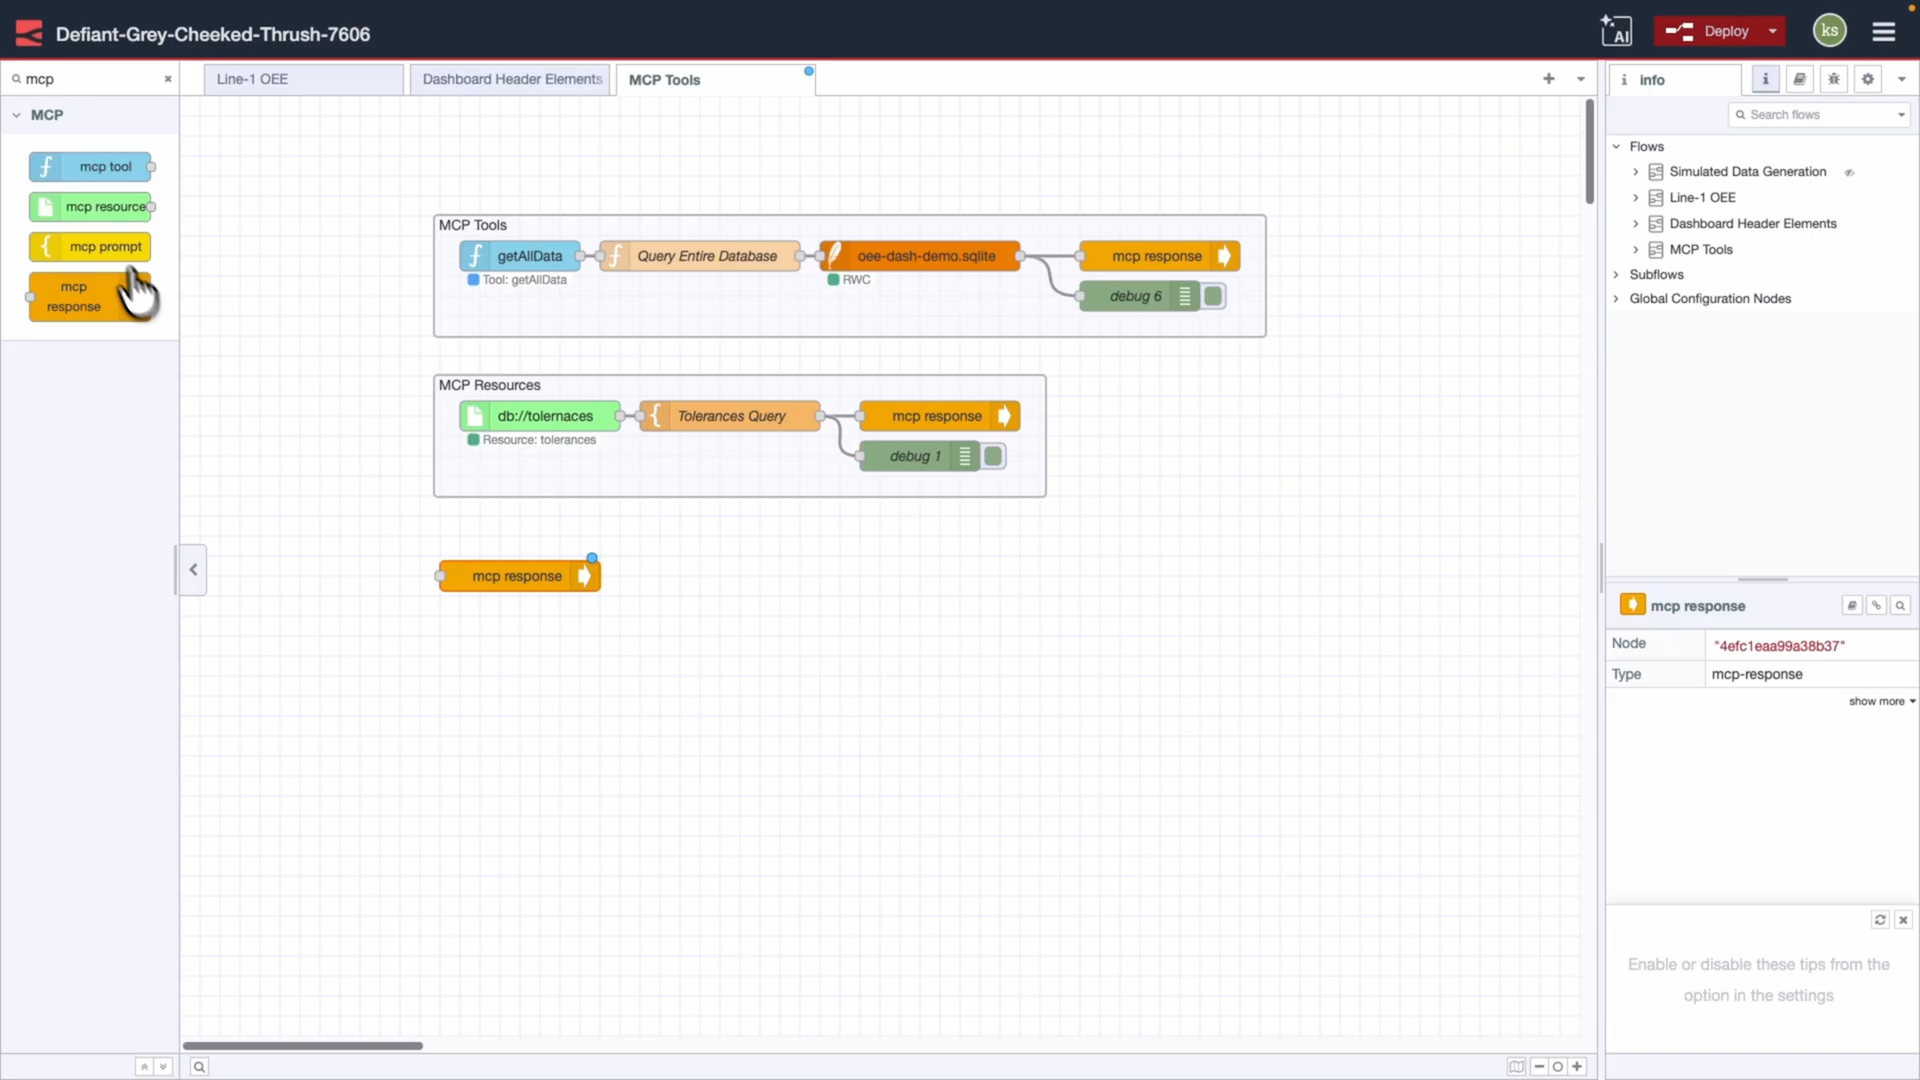 Defiant-Grey-Cheeked-Thrush-7606
AI
Deploy
ks
mcp
Line-1 OEE
Dashboard Header Elements
MCP Tools
info
MCP
mcp tool
mcp resource
mcp prompt
mcp
response
MCP Tools
getAllData
Query Entire Database
oee-dash-demo.sqlite
mcp response
Tool: getAllData
RWC
debug 6
MCP Resources
db://tolernaces
Tolerances Query
mcp response
Resource: tolerances
debug 1
mcp response
Search flows
Flows
Simulated Data Generation
Line-1 OEE
Dashboard Header Elements
MCP Tools
Subflows
Global Configuration Nodes
mcp response
Node
"4efc1eaa99a38b37"
Type
mcp-response
show more
Enable or disable these tips from the
option in the settings